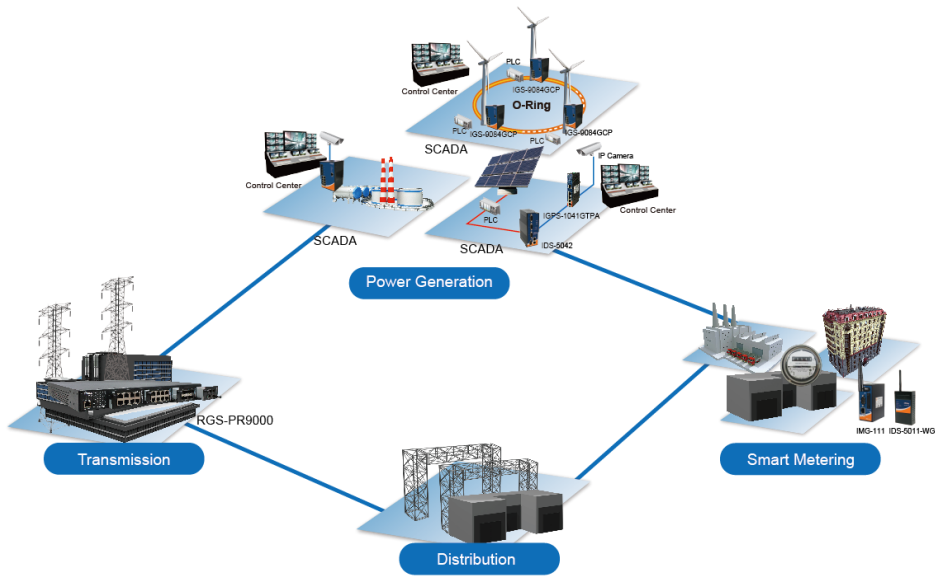 Control Center
PLC
IGS-9084GCP
O-Ring
PLC
IGS-9084GCP
PLC
IGS-9084GCP
SCADA
IP Camera
Control Center
PLC
IGPS-1041GTPA
Control Center
SCADA
SCADA
IDS-5042
Power Generation
RGS-PR9000
Transmission
IMG-111
IDS-5011-WG
Smart Metering
Distribution